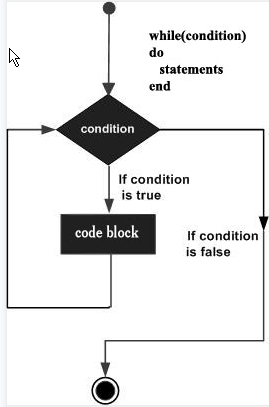 while(condition)
do
statements
end
condition
If condition
is true
code block
If condition
is false